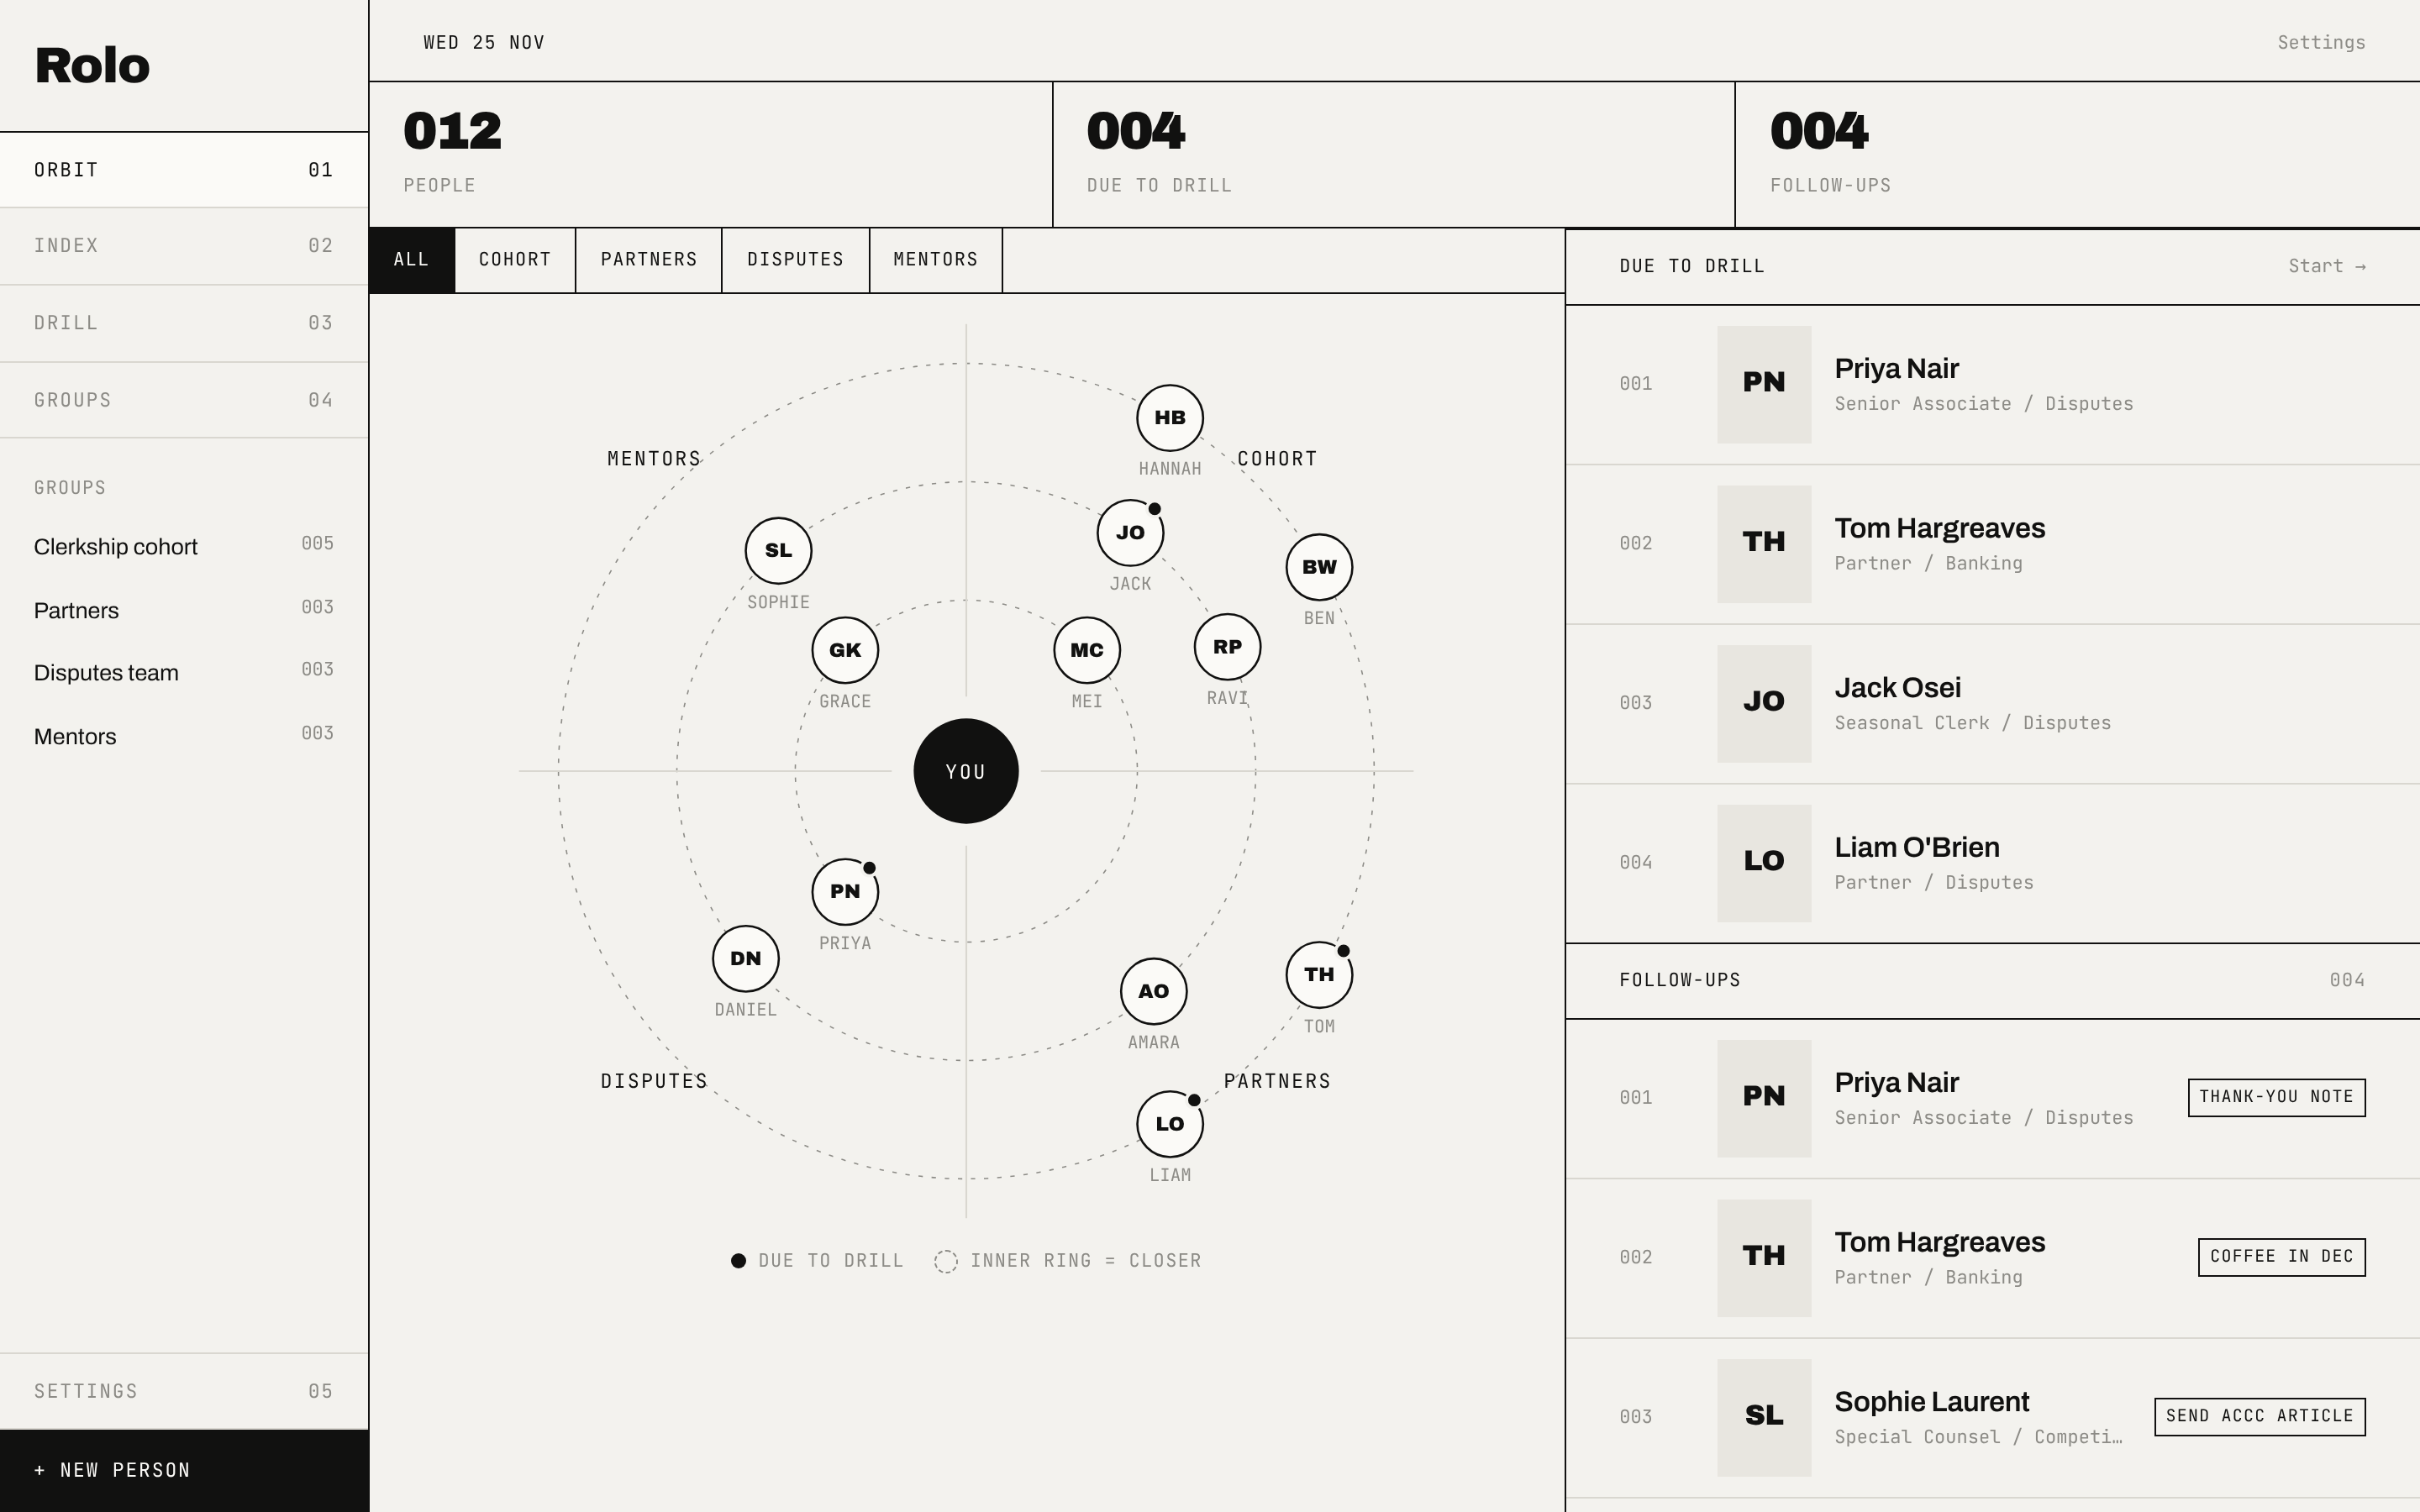 Rolo
ORBIT 01
INDEX 02
DRILL 03
GROUPS 04
GROUPS
Clerkship cohort 005
Partners 003
Disputes team 003
Mentors 003
SETTINGS 05
+ NEW PERSON
WED 25 NOV
Settings
012
PEOPLE
004
DUE TO DRILL
004
FOLLOW-UPS
ALL
COHORT
PARTNERS
DISPUTES
MENTORS
HB
HANNAH
MENTORS
COHORT
JO
JACK
SL
SOPHIE
BW
BEN
GK
GRACE
MC
MEI
RP
RAVI
YOU
PN
PRIYA
DN
DANIEL
AO
AMARA
TH
TOM
DISPUTES
PARTNERS
LO
LIAM
DUE TO DRILL
INNER RING = CLOSER
DUE TO DRILL
Start →
001
PN
Priya Nair
Senior Associate / Disputes
002
TH
Tom Hargreaves
Partner / Banking
003
JO
Jack Osei
Seasonal Clerk / Disputes
004
LO
Liam O'Brien
Partner / Disputes
FOLLOW-UPS
004
001
PN
Priya Nair
Senior Associate / Disputes
THANK-YOU NOTE
002
TH
Tom Hargreaves
Partner / Banking
COFFEE IN DEC
003
SL
Sophie Laurent
Special Counsel / Competi…
SEND ACCC ARTICLE